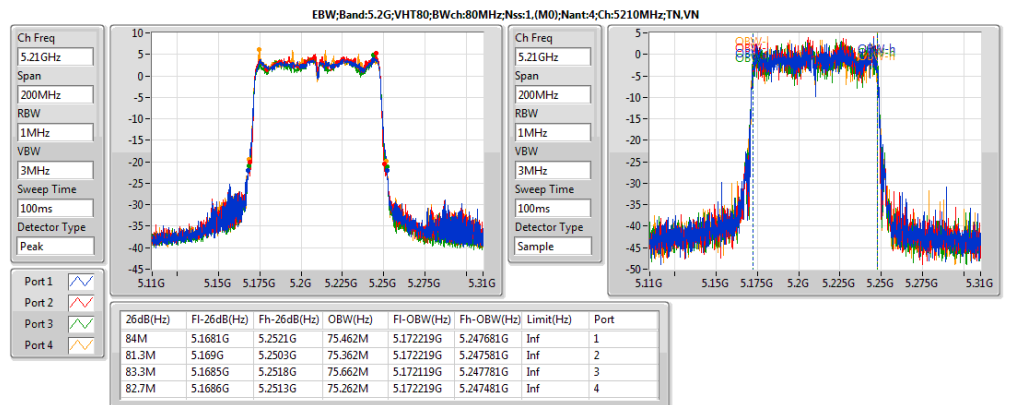 EBW;Band:5.2G;VHT80;BWch:80MHz;Nss:1,(M0);Nant:4;Ch:5210MHz;TN,VN
Ch Freq
5.21GHz
Span
200MHz
RBW
1MHz
VBW
3MHz
Sweep Time
100ms
Detector Type
Peak
10
5
0
-5
-10
-15
-20
-25
-30
-35
-40
-45
5.11G
5.15G
5.175G
5.2G
5.225G
5.25G
5.275G
5.31G
Ch Freq
5.21GHz
Span
200MHz
RBW
1MHz
VBW
3MHz
Sweep Time
100ms
Detector Type
Sample
5
0
-5
-10
-15
-20
-25
-30
-35
-40
-45
-50
5.11G
5.15G
5.175G
5.2G
5.225G
5.25G
5.275G
5.31G
OBW-h
Port 1
Port 2
Port 3
Port 4
26dB(Hz) Fl-26dB(Hz) Fh-26dB(Hz) OBW(Hz) Fl-OBW(Hz) Fh-OBW(Hz) Limit(Hz) Port
84M 5.1681G 5.2521G 75.462M 5.172219G 5.247681G Inf 1
81.3M 5.169G 5.2503G 75.362M 5.172219G 5.247581G Inf 2
83.3M 5.1685G 5.2518G 75.662M 5.172119G 5.247781G Inf 3
82.7M 5.1686G 5.2513G 75.262M 5.172219G 5.247481G Inf 4